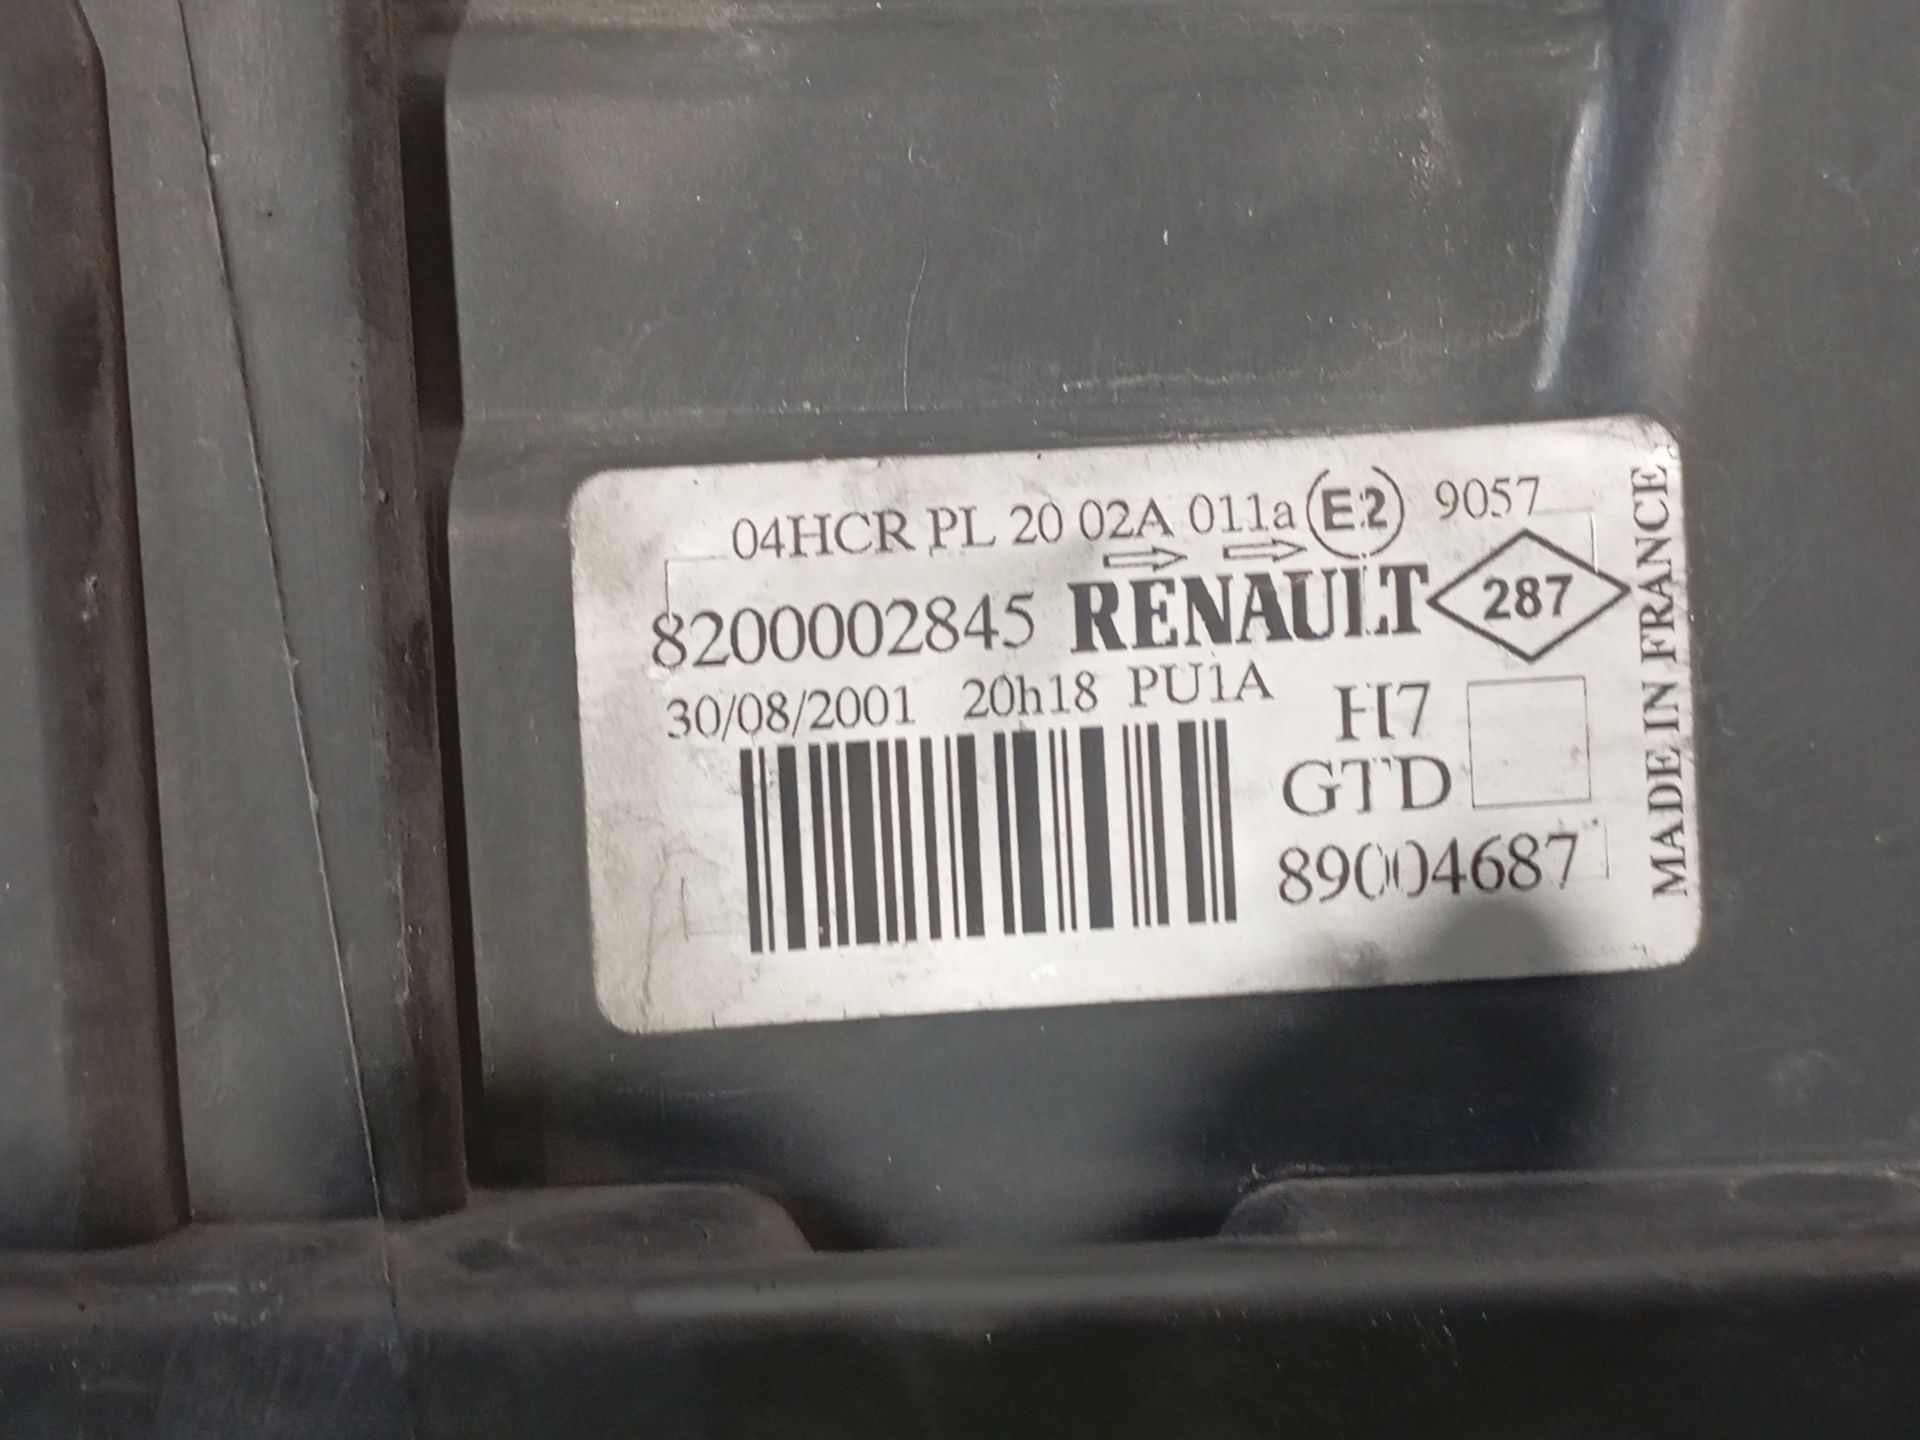 04HCR PL 20 02A 011a E2 9057
8200002845 RENAULT 287
30/08/2001 20h18 PU1A
H7
GTD
89004687
MADE IN FRANCE